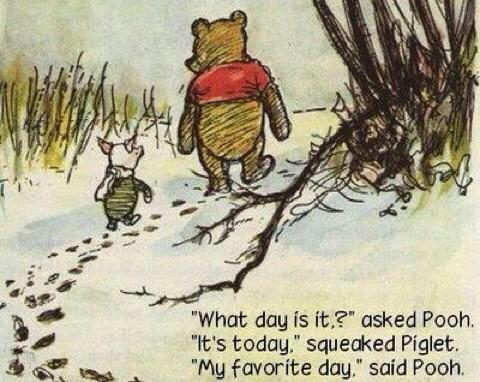 "What day is it,?" asked Pooh.
"It's today," squeaked Piglet.
"My favorite day," said Pooh.